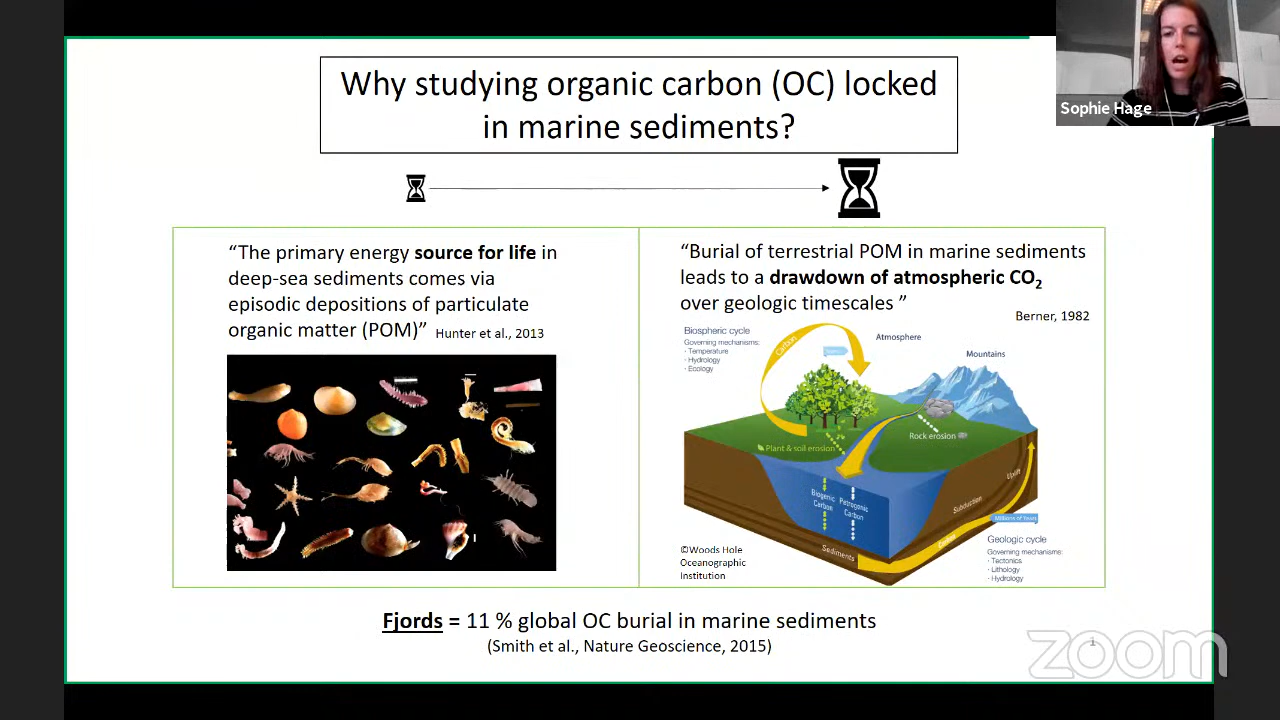 Why studying organic carbon (OC) locked
in marine sediments?
Sophie Hage
“The primary energy source for life in
deep-sea sediments comes via
episodic depositions of particulate
organic matter (POM)” Hunter et al., 2013
“Burial of terrestrial POM in marine sediments
leads to a drawdown of atmospheric CO2
over geologic timescales ”
Berner, 1982
Biospheric cycle
Governing mechanisms:
· Temperature
· Hydrology
· Ecology
Carbon
Atmosphere
Mountains
Plant & soil erosion
Rock erosion
Biogenic
Carbon
Petrogenic
Carbon
Sediments
Carbon
Subduction
Uplift
Millions of Years
Geologic cycle
Governing mechanisms:
· Tectonics
· Lithology
· Hydrology
©Woods Hole
Oceanographic
Institution
Fjords = 11 % global OC burial in marine sediments
(Smith et al., Nature Geoscience, 2015)
1
zoom